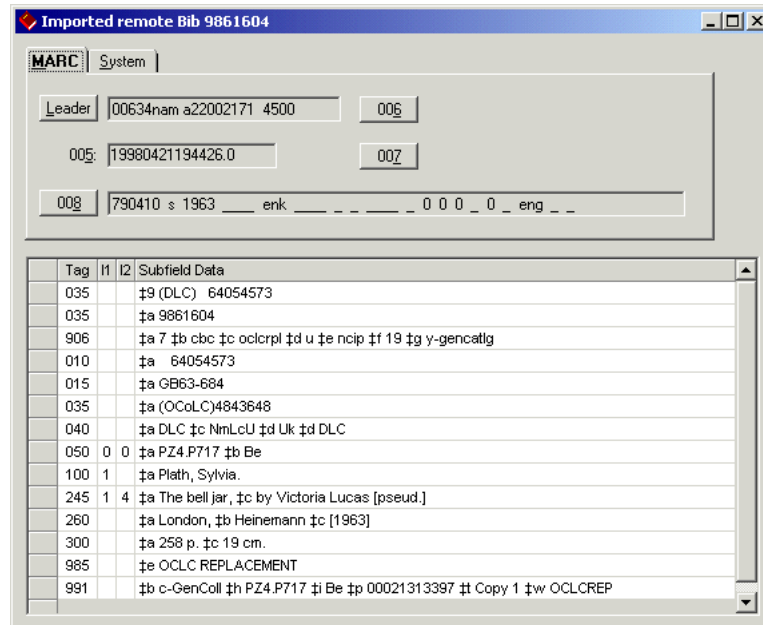 Imported remote Bib 9861604
MARC System
Leader 00634nam a22002171 4500 006
005: 19980421194426.0 007
008 790410 s 1963 ____ enk ____ _ _ ____ _ 0 0 0 _ 0 _ eng _ _
Tag I1 I2 Subfield Data
035 ‡9 (DLC) 64054573
035 ‡a 9861604
906 ‡a 7 ‡b cbc ‡c oclcrpl ‡d u ‡e ncip ‡f 19 ‡g y-gencatlg
010 ‡a 64054573
015 ‡a GB63-684
035 ‡a (OCoLC)4843648
040 ‡a DLC ‡c NmLcU ‡d Uk ‡d DLC
050 0 0 ‡a PZ4.P717 ‡b Be
100 1 ‡a Plath, Sylvia.
245 1 4 ‡a The bell jar, ‡c by Victoria Lucas [pseud.]
260 ‡a London, ‡b Heinemann ‡c [1963]
300 ‡a 258 p. ‡c 19 cm.
985 ‡e OCLC REPLACEMENT
991 ‡b c-GenColl ‡h PZ4.P717 ‡i Be ‡p 00021313397 ‡t Copy 1 ‡w OCLCREP